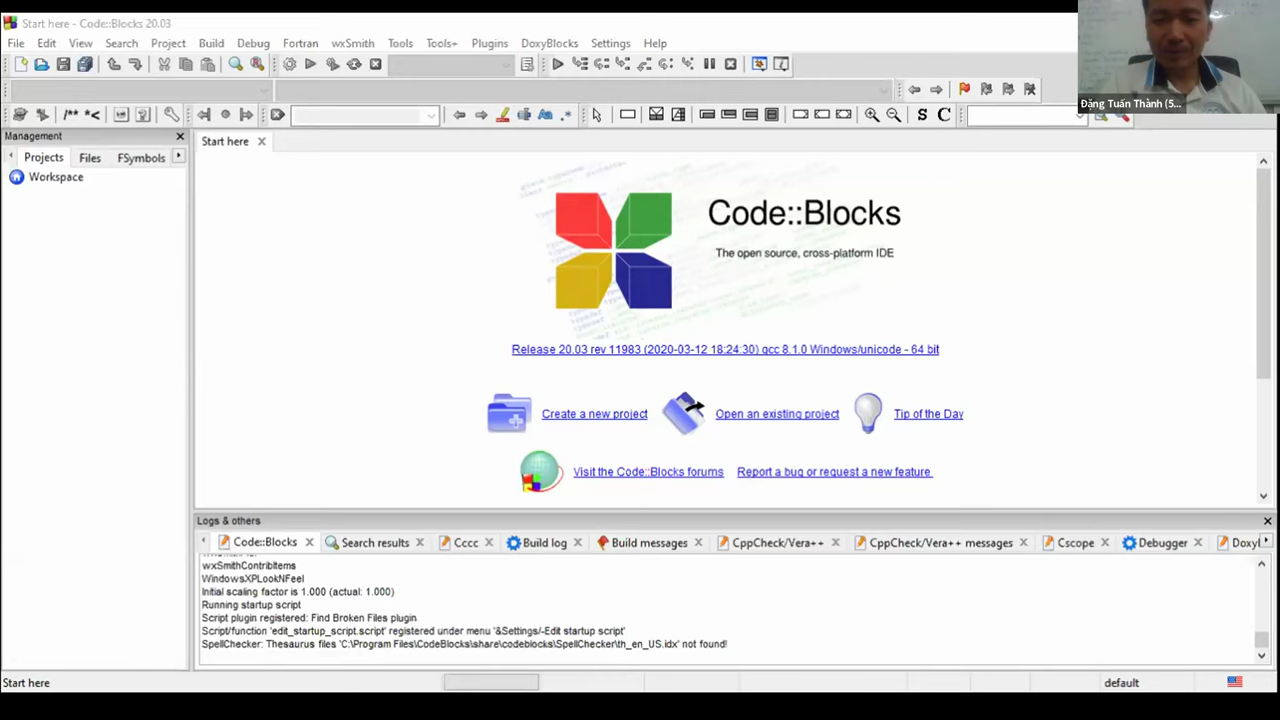 Start here - Code::Blocks 20.03
File Edit View Search Project Build Debug Fortran wxSmith Tools Tools+ Plugins DoxyBlocks Settings Help
Đặng Tuấn Thành (5...
/** *<
S C
Management
Start here
Projects Files FSymbols
Workspace
Code::Blocks
The open source, cross-platform IDE
Release 20.03 rev 11983 (2020-03-12 18:24:30) gcc 8.1.0 Windows/unicode - 64 bit
Create a new project Open an existing project Tip of the Day
Visit the Code::Blocks forums Report a bug or request a new feature
Logs & others
Code::Blocks Search results Cccc Build log Build messages CppCheck/Vera++ CppCheck/Vera++ messages Cscope Debugger Doxyl
wxSmithContribItems
WindowsXPLookNFeel
Initial scaling factor is 1.000 (actual: 1.000)
Running startup script
Script plugin registered: Find Broken Files plugin
Script/function 'edit_startup_script.script' registered under menu '&Settings/-Edit startup script'
SpellChecker: Thesaurus files 'C:\Program Files\CodeBlocks\share\codeblocks\SpellChecker\th_en_US.idx' not found!
Start here default